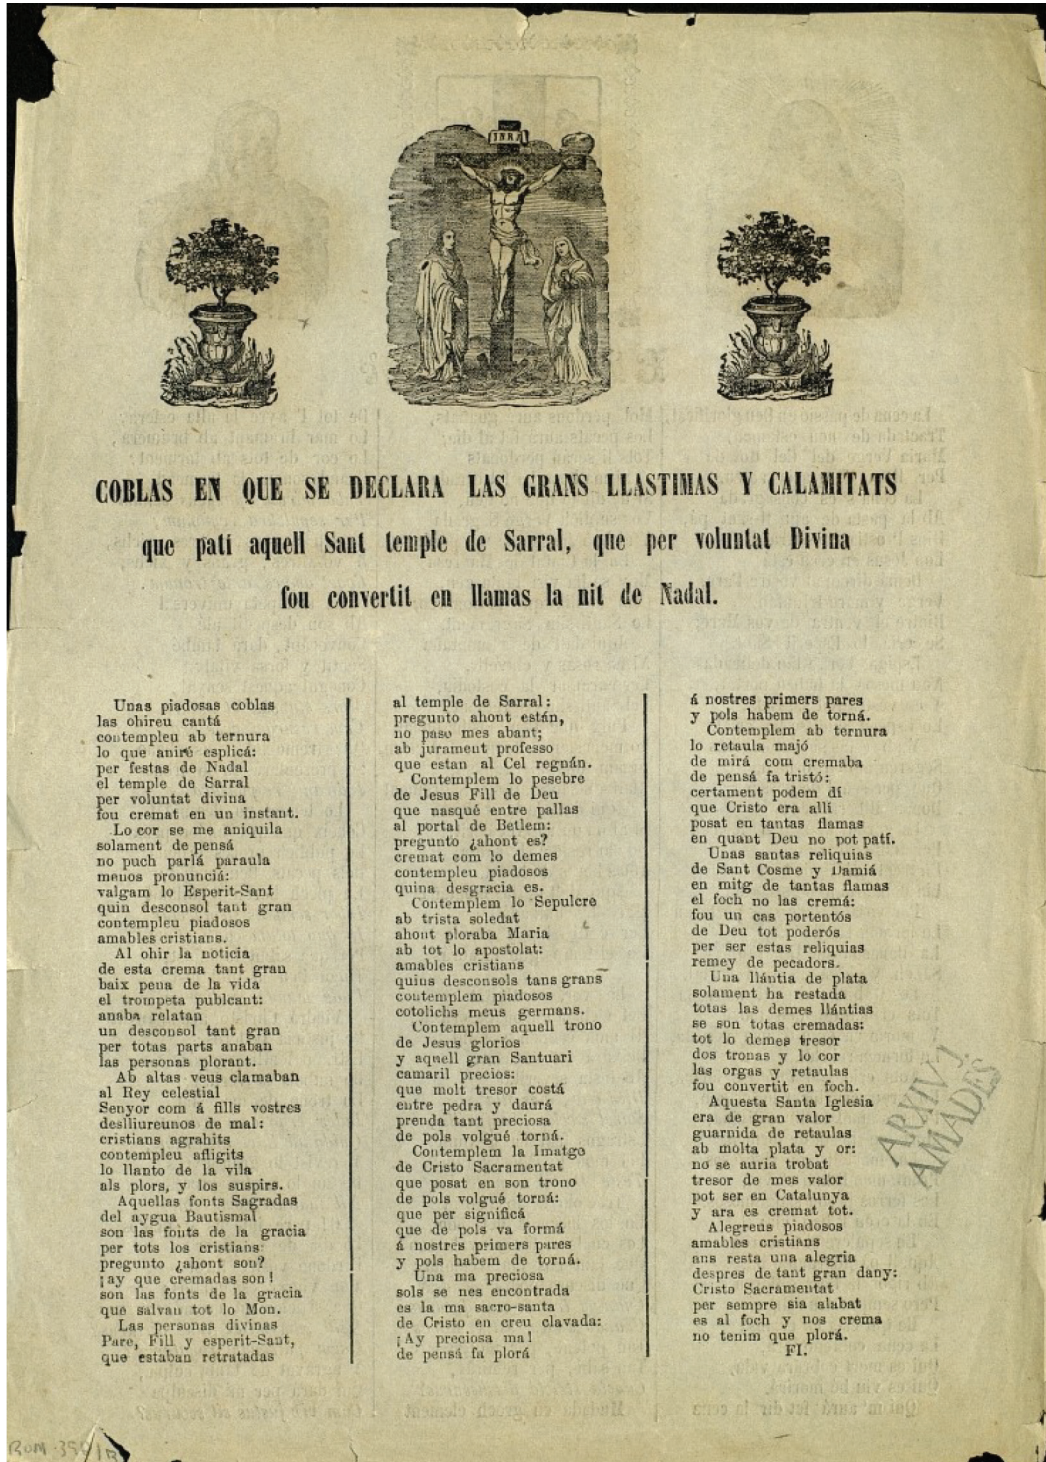 INRI
COBLAS EN QUE SE DECLARA LAS GRANS LLASTIMAS Y CALAMITATS
que patí aquell Sant temple de Sarral, que per voluntat Divina
fou convertit en llamas la nit de Nadal.
Unas piadosas coblas
las ohireu cantá
contempleu ab ternura
lo que aniré esplicá:
per festas de Nadal
el temple de Sarral
per voluntat divina
fou cremat en un instant.
Lo cor se me aniquila
solament de pensá
no puch parlá paraula
menos pronunciá:
valgam lo Esperit-Sant
quin desconsol tant gran
contempleu piadosos
amables cristians.
Al ohir la noticia
de esta crema tant gran
baix pena de la vida
el trompeta publcant:
anaba relatan
un desconsol tant gran
per totas parts anaban
las personas plorant.
Ab altas veus clamaban
al Rey celestial
Senyor com á fills vostres
deslliureunos de mal:
cristians agrahits
contempleu afligits
lo llanto de la vila
als plors, y los suspirs.
Aquellas fonts Sagradas
del aygua Bautismal
son las fonts de la gracia
per tots los cristians:
pregunto ¿ahont son?
¡ay que cremadas son!
son las fonts de la gracia
que salvan tot lo Mon.
Las personas divinas
Pare, Fill y esperit-Sant,
que estaban retratadas
al temple de Sarral:
pregunto ahont están,
no paso mes abant;
ab jurament professo
que estan al Cel regnán.
Contemplem lo pesebre
de Jesus Fill de Deu
que nasqué entre pallas
al portal de Betlem:
pregunto ¿ahont es?
cremat com lo demes
contempleu piadosos
quina desgracia es.
Contemplem lo Sepulcre
ab trista soledat
ahont ploraba Maria
ab tot lo apostolat:
amables cristians
quins desconsols tans grans
contemplem piadosos
cotolichs meus germans.
Contemplem aquell trono
de Jesus glorios
y aquell gran Santuari
camaril precios:
que molt tresor costá
entre pedra y daurá
prenda tant preciosa
de pols volgué torná.
Contemplem la Imatge
de Cristo Sacramentat
que posat en son trono
de pols volgué torná:
que per significá
que de pols va formá
á nostres primers pares
y pols habem de torná.
Una ma preciosa
sols se nes encontrada
es la ma sacro-santa
de Cristo en creu clavada:
¡Ay preciosa ma!
de pensá fa plorá
á nostres primers pares
y pols habem de torná.
Contemplem ab ternura
lo retaula majó
de mirá com cremaba
de pensá fa tristó:
certament podem dí
que Cristo era allí
posat en tantas flamas
en quant Deu no pot patí.
Unas santas reliquias
de Sant Cosme y Damiá
en mitg de tantas flamas
el foch no las cremá:
fou un cas portentós
de Deu tot poderós
per ser estas reliquias
remey de pecadors.
Una llántia de plata
solament ha restada
totas las demes llántias
se son totas cremadas:
tot lo demes tresor
dos tronas y lo cor
las orgas y retaulas
fou convertit en foch.
Aquesta Santa Iglesia
era de gran valor
guarnida de retaulas
ab molta plata y or:
no se auria trobat
tresor de mes valor
pot ser en Catalunya
y ara es cremat tot.
Alegreus piadosos
amables cristians
ans resta una alegria
despres de tant gran dany:
Cristo Sacramentat
per sempre sia alabat
es al foch y nos crema
no tenim que plorá.
FI.
ARXIV J.
AMADES
ROM